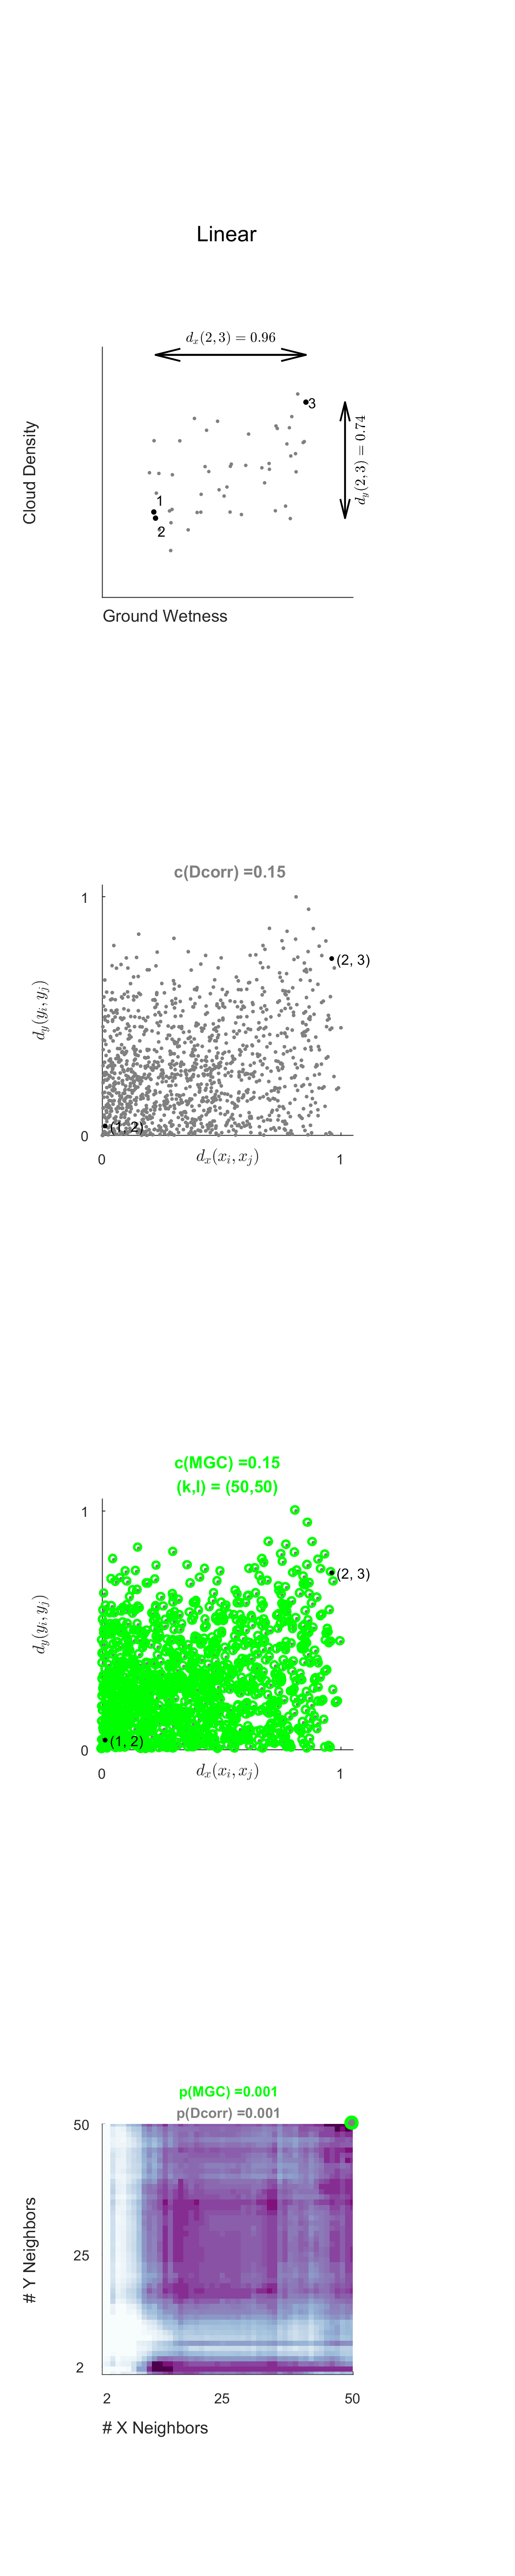 Linear
d_x(2, 3) = 0.96
3
Cloud Density
d_y(2, 3) = 0.74
1
2
Ground Wetness
c(Dcorr) =0.15
1
(2, 3)
d_y(y_i, y_j)
(1, 2)
0
0
d_x(x_i, x_j)
1
c(MGC) =0.15
(k,l) = (50,50)
1
(2, 3)
d_y(y_i, y_j)
(1, 2)
0
0
d_x(x_i, x_j)
1
p(MGC) =0.001
p(Dcorr) =0.001
50
# Y Neighbors
25
2
2
25
50
# X Neighbors